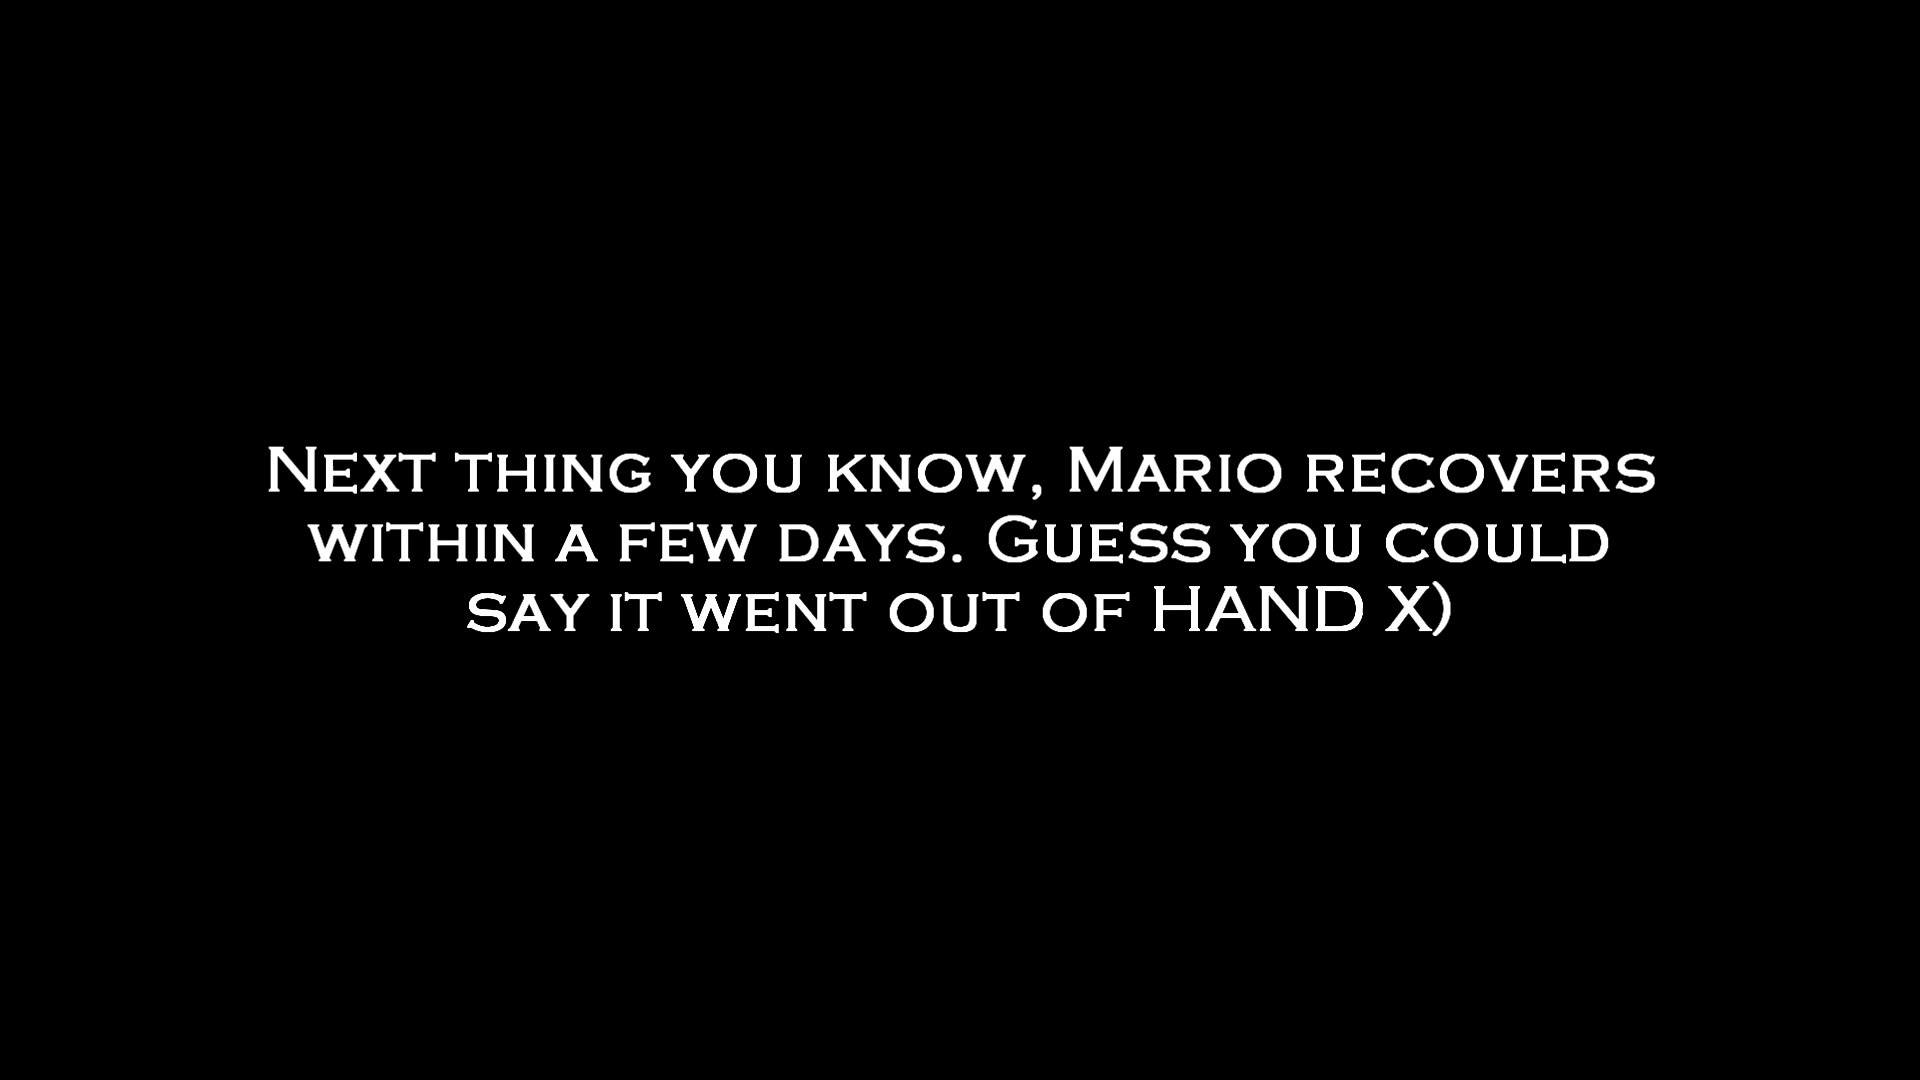 Next thing you know, Mario recovers
within a few days. Guess you could
say it went out of HAND X)